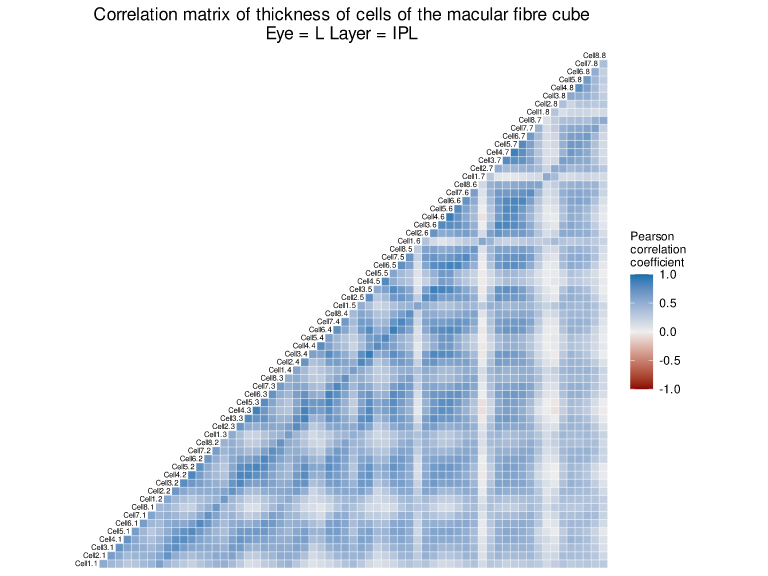 Correlation matrix of thickness of cells of the macular fibre cube
Eye = L Layer = IPL
Cell8.8
Cell7.8
Cell6.8
Cell5.8
Cell4.8
Cell3.8
Cell2.8
Cell1.8
Cell8.7
Cell7.7
Cell6.7
Cell5.7
Cell4.7
Cell3.7
Cell2.7
Cell1.7
Cell8.6
Cell7.6
Cell6.6
Cell5.6
Cell4.6
Cell3.6
Cell2.6
Cell1.6
Cell8.5
Cell7.5
Cell6.5
Cell5.5
Cell4.5
Cell3.5
Cell2.5
Cell1.5
Cell8.4
Cell7.4
Cell6.4
Cell5.4
Cell4.4
Cell3.4
Cell2.4
Cell1.4
Cell8.3
Cell7.3
Cell6.3
Cell5.3
Cell4.3
Cell3.3
Cell2.3
Cell1.3
Cell8.2
Cell7.2
Cell6.2
Cell5.2
Cell4.2
Cell3.2
Cell2.2
Cell1.2
Cell8.1
Cell7.1
Cell6.1
Cell5.1
Cell4.1
Cell3.1
Cell2.1
Cell1.1
Pearson
correlation
coefficient
1.0
0.5
0.0
-0.5
-1.0